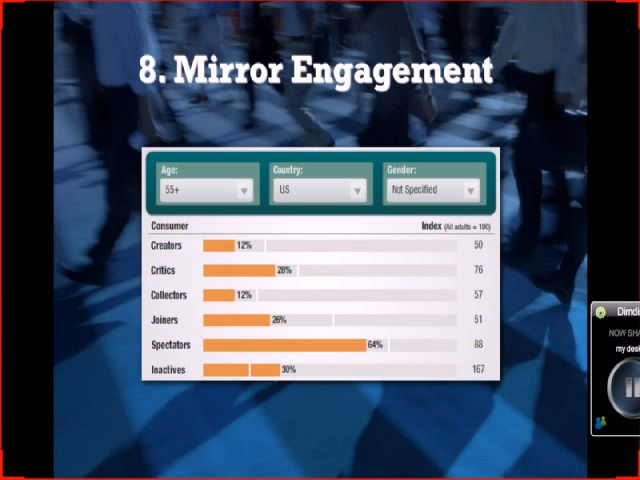 8. Mirror Engagement
Age: Country: Gender:
55+ US Not Specified
Consumer Index (All adults = 100)
Creators 12% 50
Critics 28% 76
Collectors 12% 57
Joiners 26% 51
Spectators 64% 88
Inactives 30% 167
Dimdi
NOW SHA
my desk